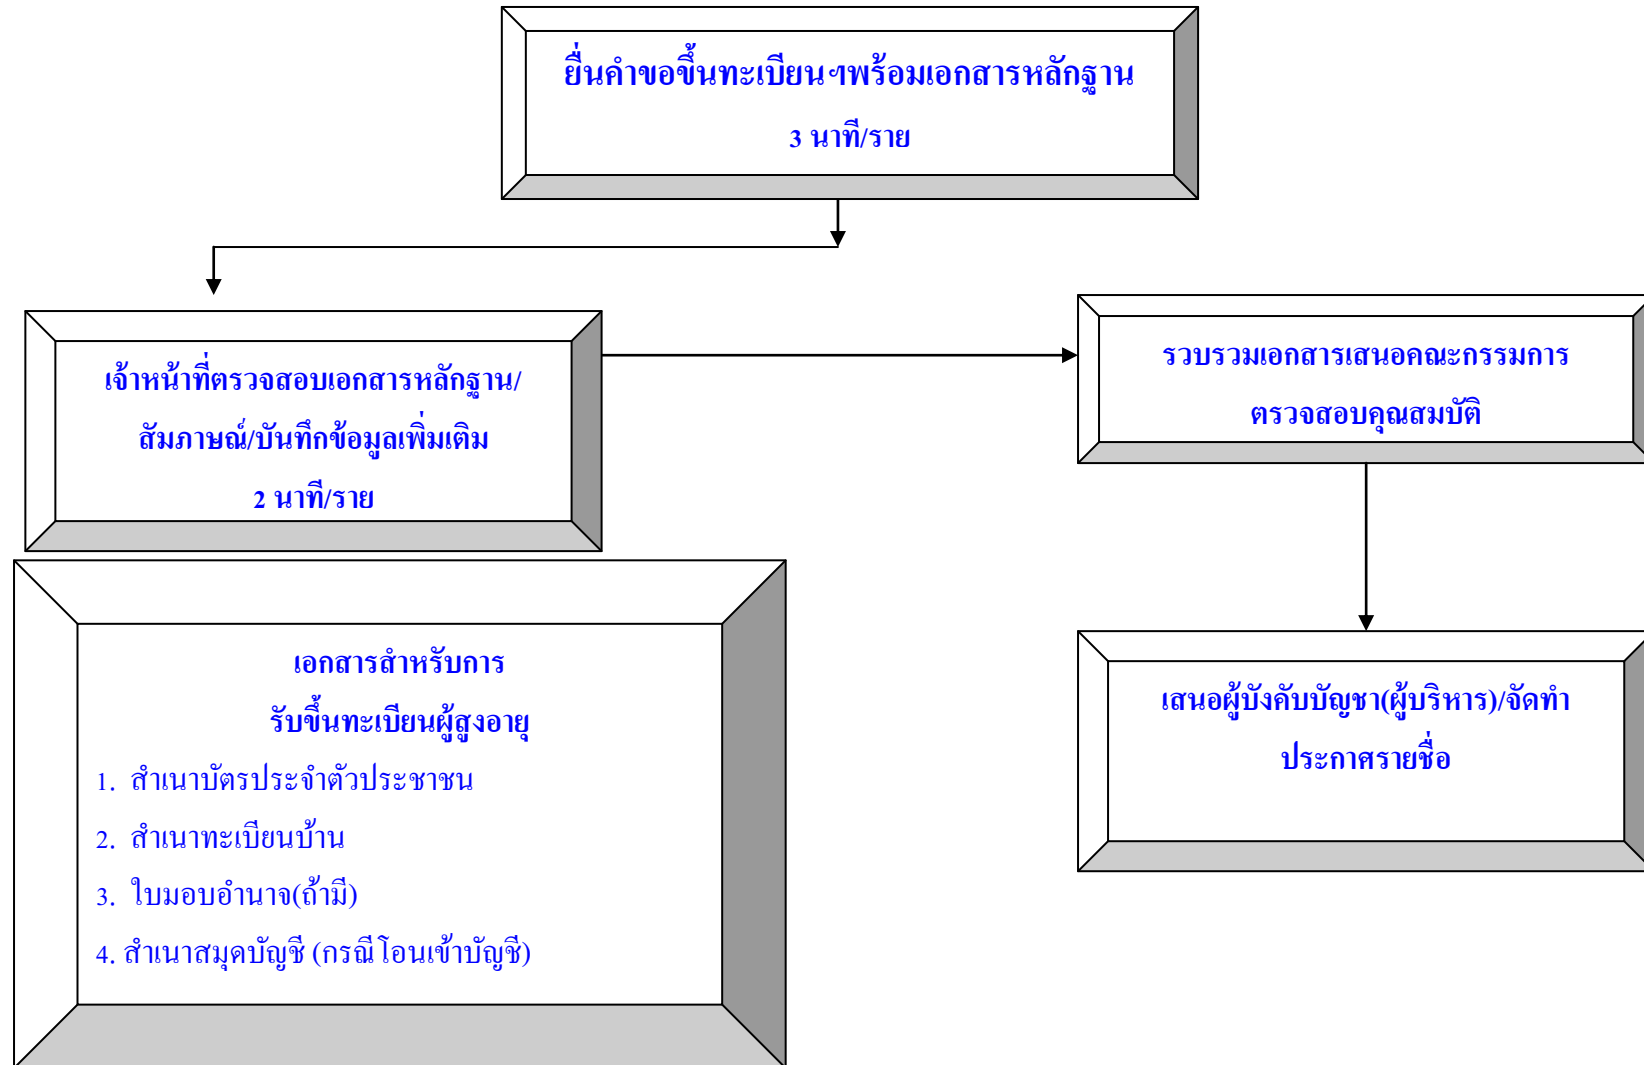 ยื่นคำขอขึ้นทะเบียนฯพร้อมเอกสารหลักฐาน
3 นาที/ราย
เจ้าหน้าที่ตรวจสอบเอกสารหลักฐาน/
สัมภาษณ์/บันทึกข้อมูลเพิ่มเติม
2 นาที/ราย
รวบรวมเอกสารเสนอคณะกรรมการ
ตรวจสอบคุณสมบัติ
เสนอผู้บังคับบัญชา(ผู้บริหาร)/จัดทำ
ประกาศรายชื่อ
เอกสารสำหรับการ
รับขึ้นทะเบียนผู้สูงอายุ
1. สำเนาบัตรประจำตัวประชาชน
2. สำเนาทะเบียนบ้าน
3. ใบมอบอำนาจ(ถ้ามี)
4. สำเนาสมุดบัญชี (กรณีโอนเข้าบัญชี)